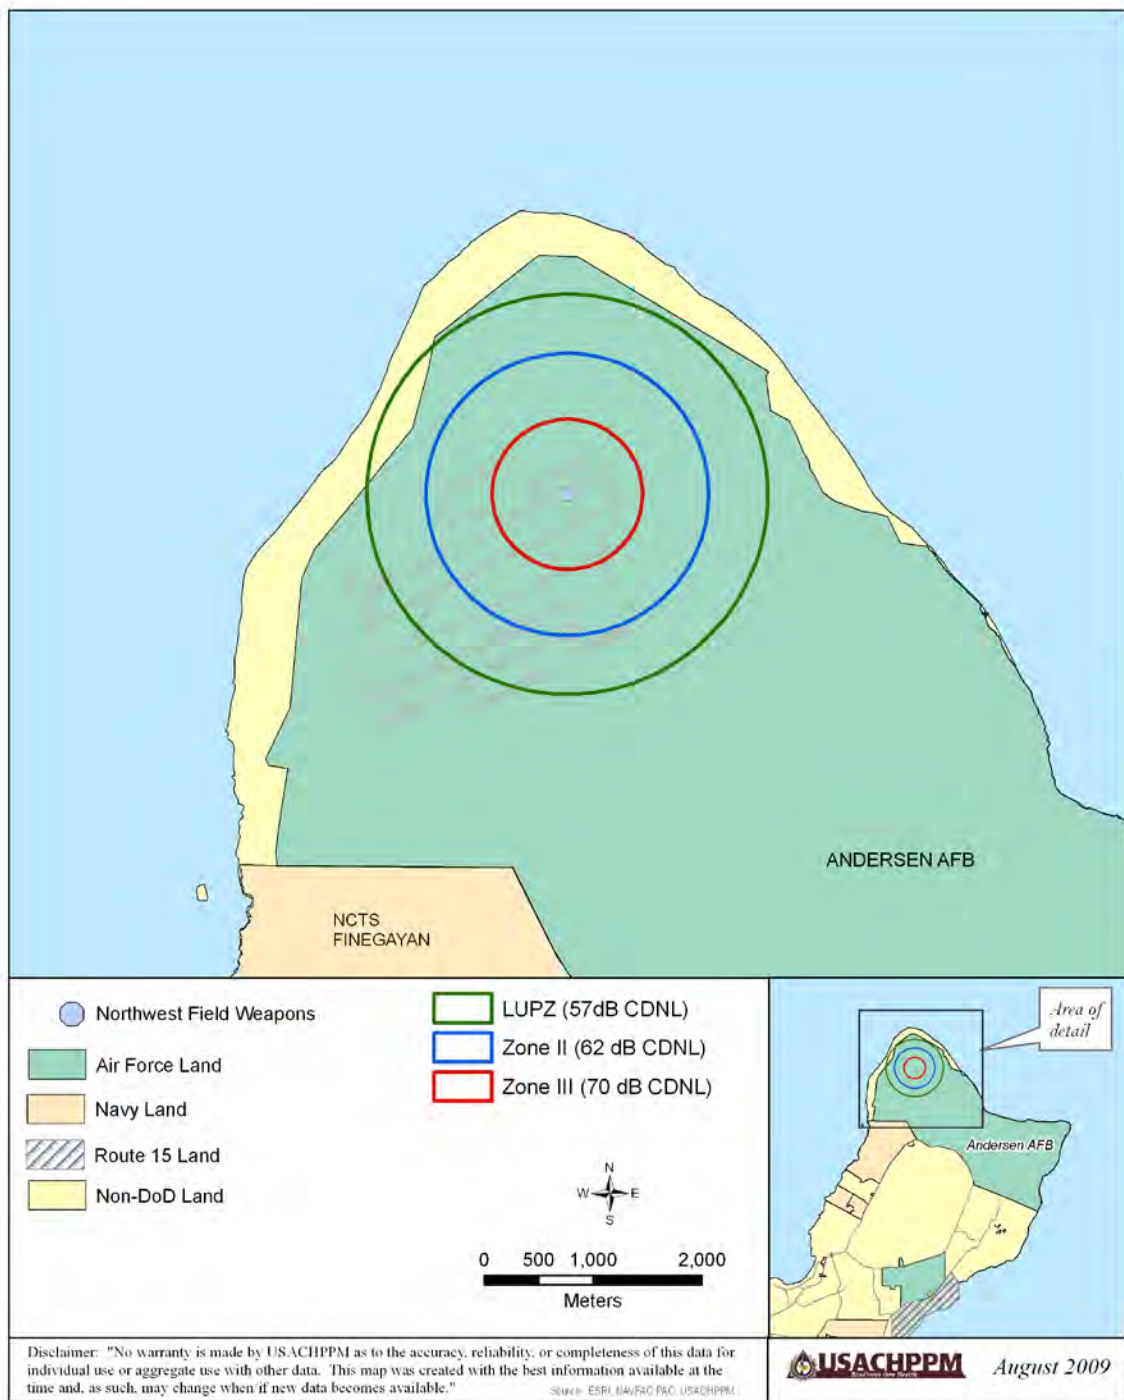 ANDERSEN AFB
NCTS
FINEGAYAN
Northwest Field Weapons
Air Force Land
Navy Land
Route 15 Land
Non-DoD Land
LUPZ (57dB CDNL)
Zone II (62 dB CDNL)
Zone III (70 dB CDNL)
N
W E
S
0 500 1,000 2,000
Meters
Area of
detail
Andersen AFB
Disclaimer: "No warranty is made by USACHPPM as to the accuracy, reliability, or completeness of this data for
individual use or aggregate use with other data. This map was created with the best information available at the
time and, as such, may change when if new data becomes available."
Source: ESRI, NAVFAC PAC, USACHPPM
USACHPPM
August 2009